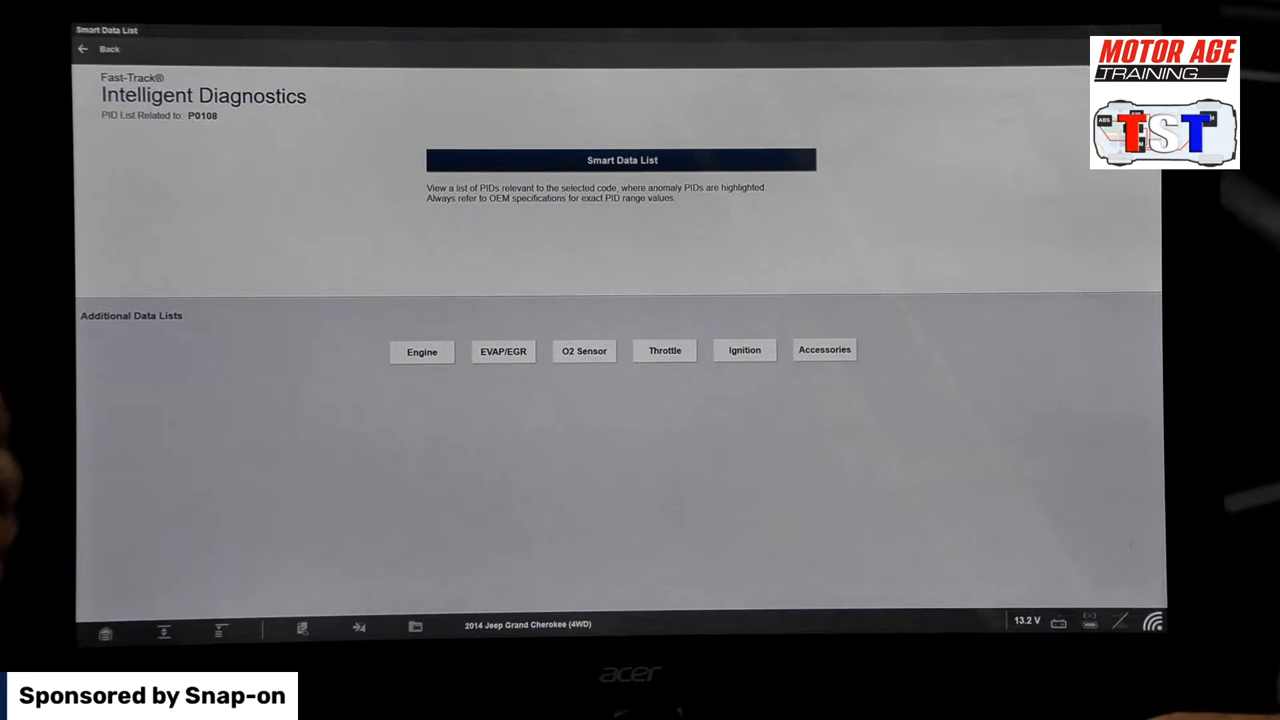 Smart Data List
Back
MOTOR AGE
TRAINING
ABS
TST
Fast-Track®
Intelligent Diagnostics
PID List Related to: P0108
Smart Data List
View a list of PIDs relevant to the selected code, where anomaly PIDs are highlighted.
Always refer to OEM specifications for exact PID range values.
Additional Data Lists
Engine
EVAP/EGR
O2 Sensor
Throttle
Ignition
Accessories
2014 Jeep Grand Cherokee (4WD)
13.2 V
acer
Sponsored by Snap-on